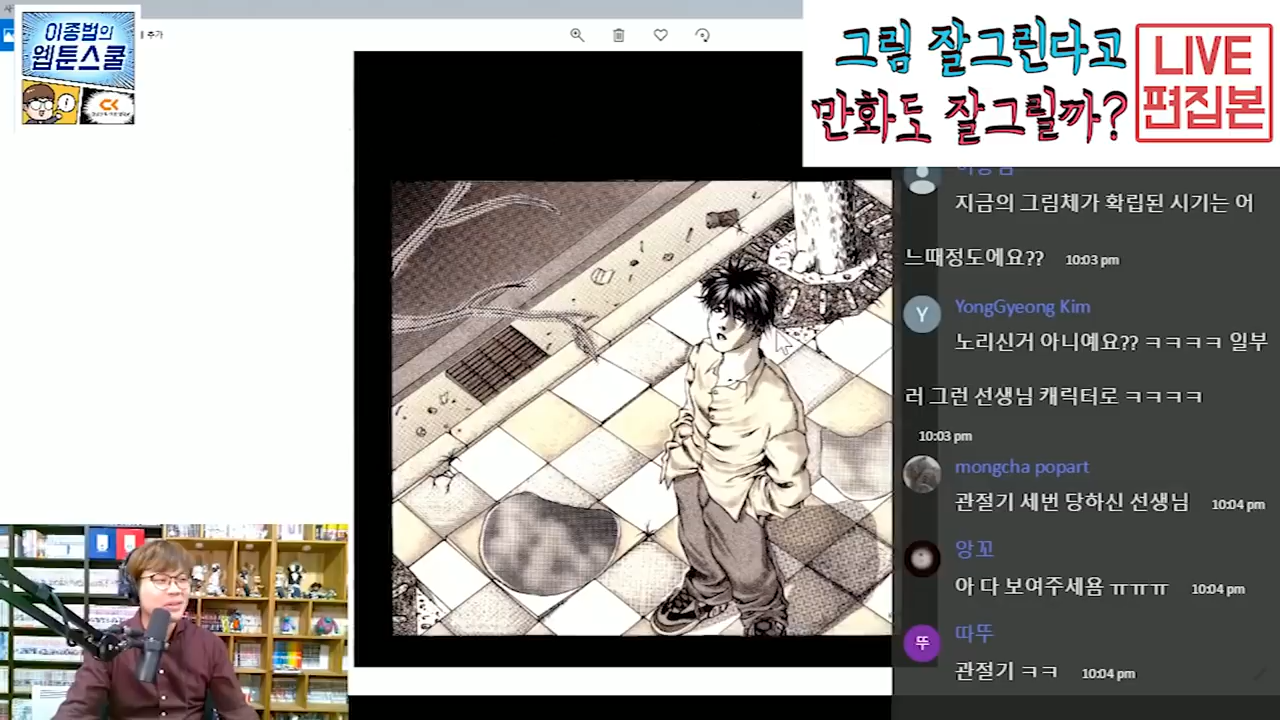 이종범의
웹툰스쿨
추가
그림 잘그린다고
만화도 잘그릴까?
LIVE
편집본
지금의 그림체가 확립된 시기는 어
느때정도에요?? 10:03 pm
Y
YongGyeong Kim
노리신거 아니예요?? ㅋㅋㅋㅋ 일부
러 그런 선생님 캐릭터로 ㅋㅋㅋㅋ
10:03 pm
mongcha popart
관절기 세번 당하신 선생님 10:04 pm
앙꼬
아 다 보여주세욤 ㅠㅠㅠ 10:04 pm
뚜
따뚜
관절기 ㅋㅋ 10:04 pm